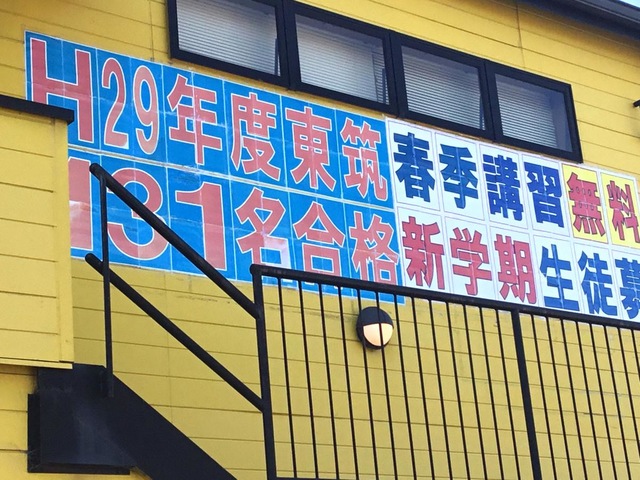 H29年度東筑
131名合格
春季講習無料
新学期生徒募